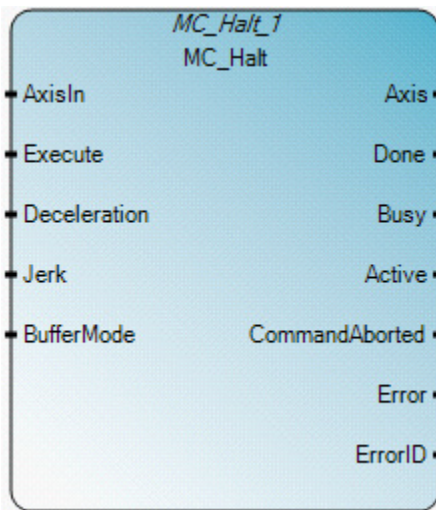 MC_Halt_1
MC_Halt
AxisIn Axis
Execute Done
Deceleration Busy
Jerk Active
BufferMode CommandAborted
Error
ErrorID